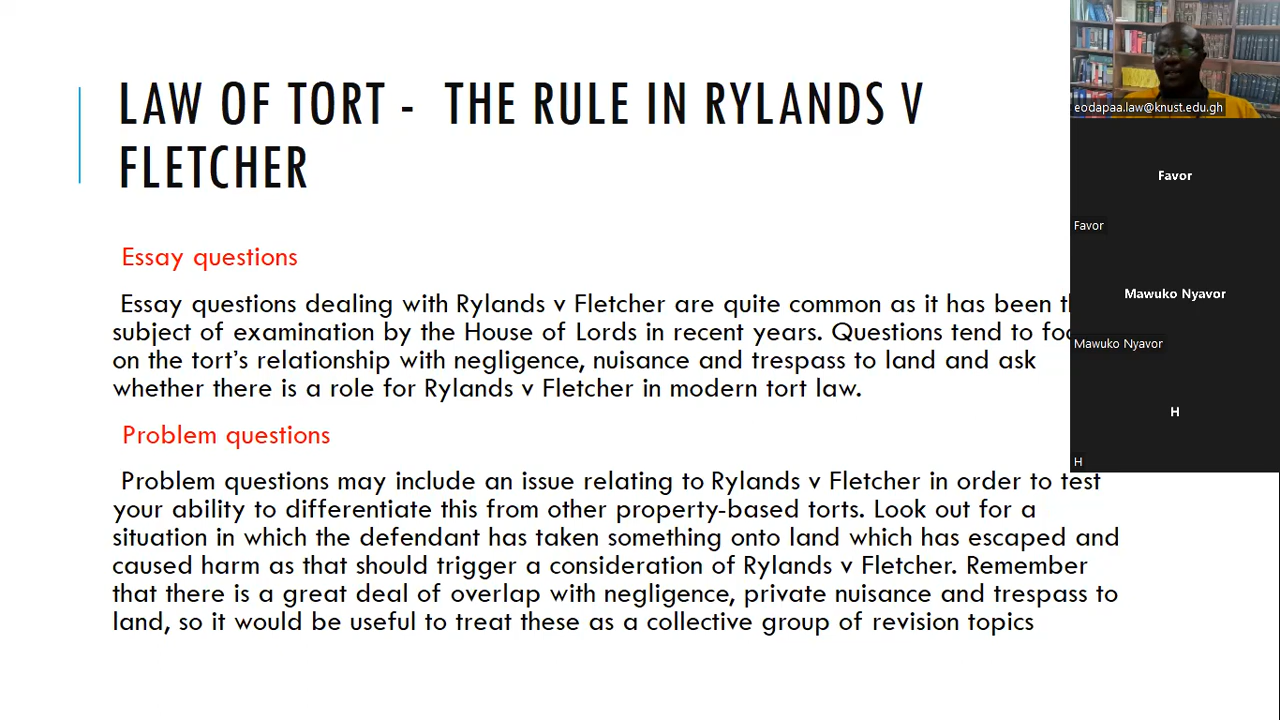 LAW OF TORT - THE RULE IN RYLANDS V
FLETCHER
Essay questions
Essay questions dealing with Rylands v Fletcher are quite common as it has been
subject of examination by the House of Lords in recent years. Questions tend to
on the tort's relationship with negligence, nuisance and trespass to land and ask
whether there is a role for Rylands v Fletcher in modern tort law.
Problem questions
Problem questions may include an issue relating to Rylands v Fletcher in order to test
your ability to differentiate this from other property-based torts. Look out for a
situation in which the defendant has taken something onto land which has escaped and
caused harm as that should trigger a consideration of Rylands v Fletcher. Remember
that there is a great deal of overlap with negligence, private nuisance and trespass to
land, so it would be useful to treat these as a collective group of revision topics
eodapaa.law@knust.edu.gh
Favor
Favor
Mawuko Nyavor
Mawuko Nyavor
H
H